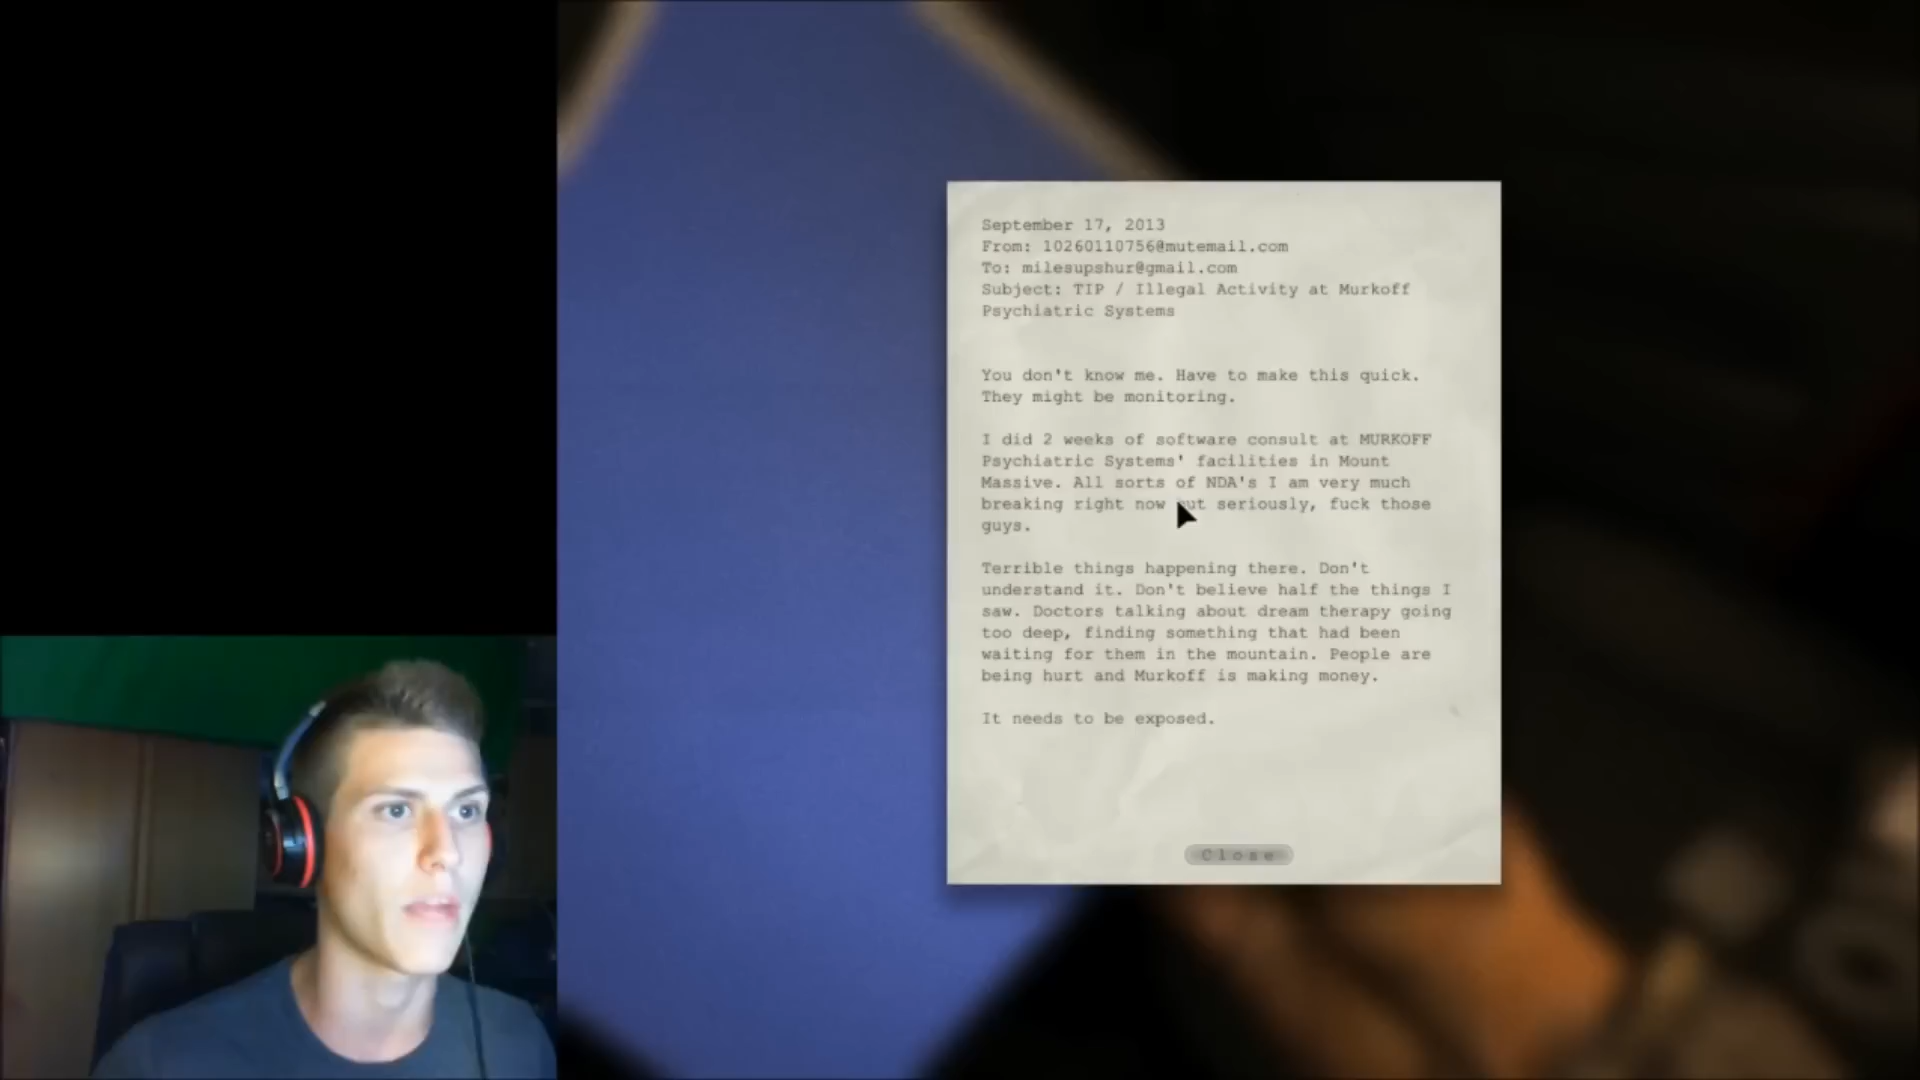 September 17, 2013
From: 10260110756@mutemail.com
To: milesupshur@gmail.com
Subject: TIP / Illegal Activity at Murkoff
Psychiatric Systems
You don't know me. Have to make this quick.
They might be monitoring.
I did 2 weeks of software consult at MURKOFF
Psychiatric Systems' facilities in Mount
Massive. All sorts of NDA's I am very much
breaking right now but seriously, fuck those
guys.
Terrible things happening there. Don't
understand it. Don't believe half the things I
saw. Doctors talking about dream therapy going
too deep, finding something that had been
waiting for them in the mountain. People are
being hurt and Murkoff is making money.
It needs to be exposed.
Close